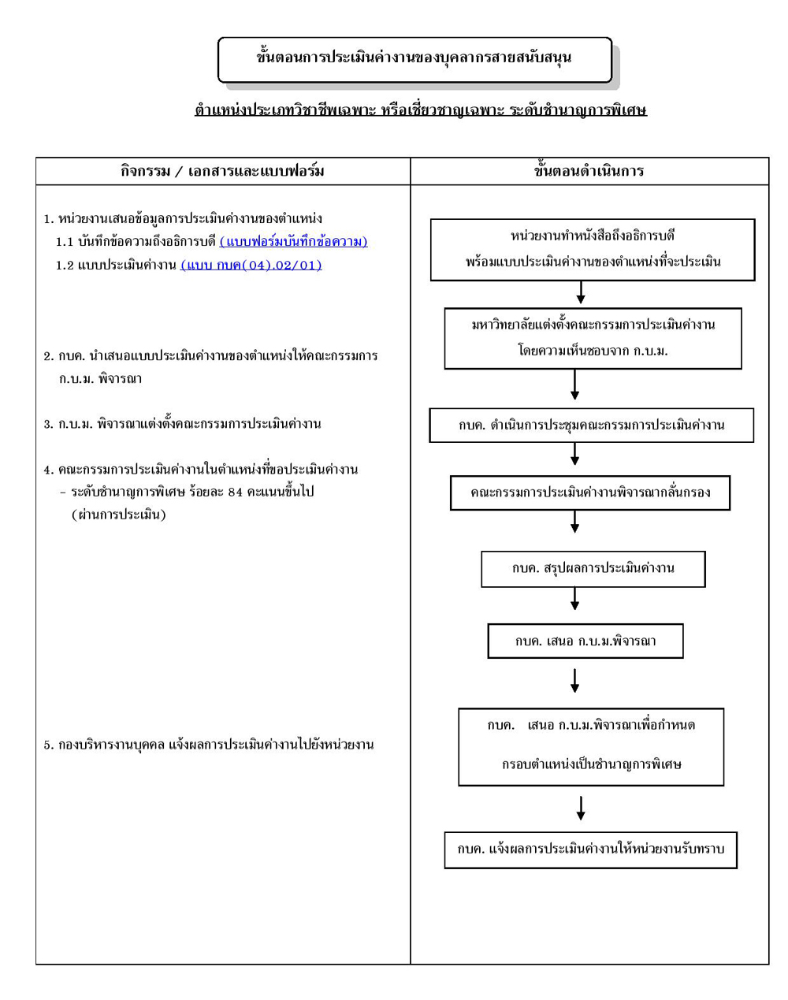 ขั้นตอนการประเมินค่างานของบุคลากรสายสนับสนุน
ตำแหน่งประเภทวิชาชีพเฉพาะ หรือเชี่ยวชาญเฉพาะ ระดับชำนาญการพิเศษ
กิจกรรม / เอกสารและแบบฟอร์ม
1. หน่วยงานเสนอข้อมูลการประเมินค่างานของตำแหน่ง
1.1 บันทึกข้อความถึงอธิการบดี (แบบฟอร์มบันทึกข้อความ)
1.2 แบบประเมินค่างาน (แบบ กบค(04).02/01)
2. กบค. นำเสนอแบบประเมินค่างานของตำแหน่งให้คณะกรรมการ
ก.บ.ม. พิจารณา
3. ก.บ.ม. พิจารณาแต่งตั้งคณะกรรมการประเมินค่างาน
4. คณะกรรมการประเมินค่างานในตำแหน่งที่ขอประเมินค่างาน
- ระดับชำนาญการพิเศษ ร้อยละ 84 คะแนนขึ้นไป
(ผ่านการประเมิน)
5. กองบริหารงานบุคคล แจ้งผลการประเมินค่างานไปยังหน่วยงาน
ขั้นตอนดำเนินการ
หน่วยงานทำหนังสือถึงอธิการบดี
พร้อมแบบประเมินค่างานของตำแหน่งที่จะประเมิน
มหาวิทยาลัยแต่งตั้งคณะกรรมการประเมินค่างาน
โดยความเห็นชอบจาก ก.บ.ม.
กบค. ดำเนินการประชุมคณะกรรมการประเมินค่างาน
คณะกรรมการประเมินค่างานพิจารณากลั่นกรอง
กบค. สรุปผลการประเมินค่างาน
กบค. เสนอ ก.บ.ม.พิจารณา
กบค. เสนอ ก.บ.ม.พิจารณาเพื่อกำหนด
กรอบตำแหน่งเป็นชำนาญการพิเศษ
กบค. แจ้งผลการประเมินค่างานให้หน่วยงานรับทราบ